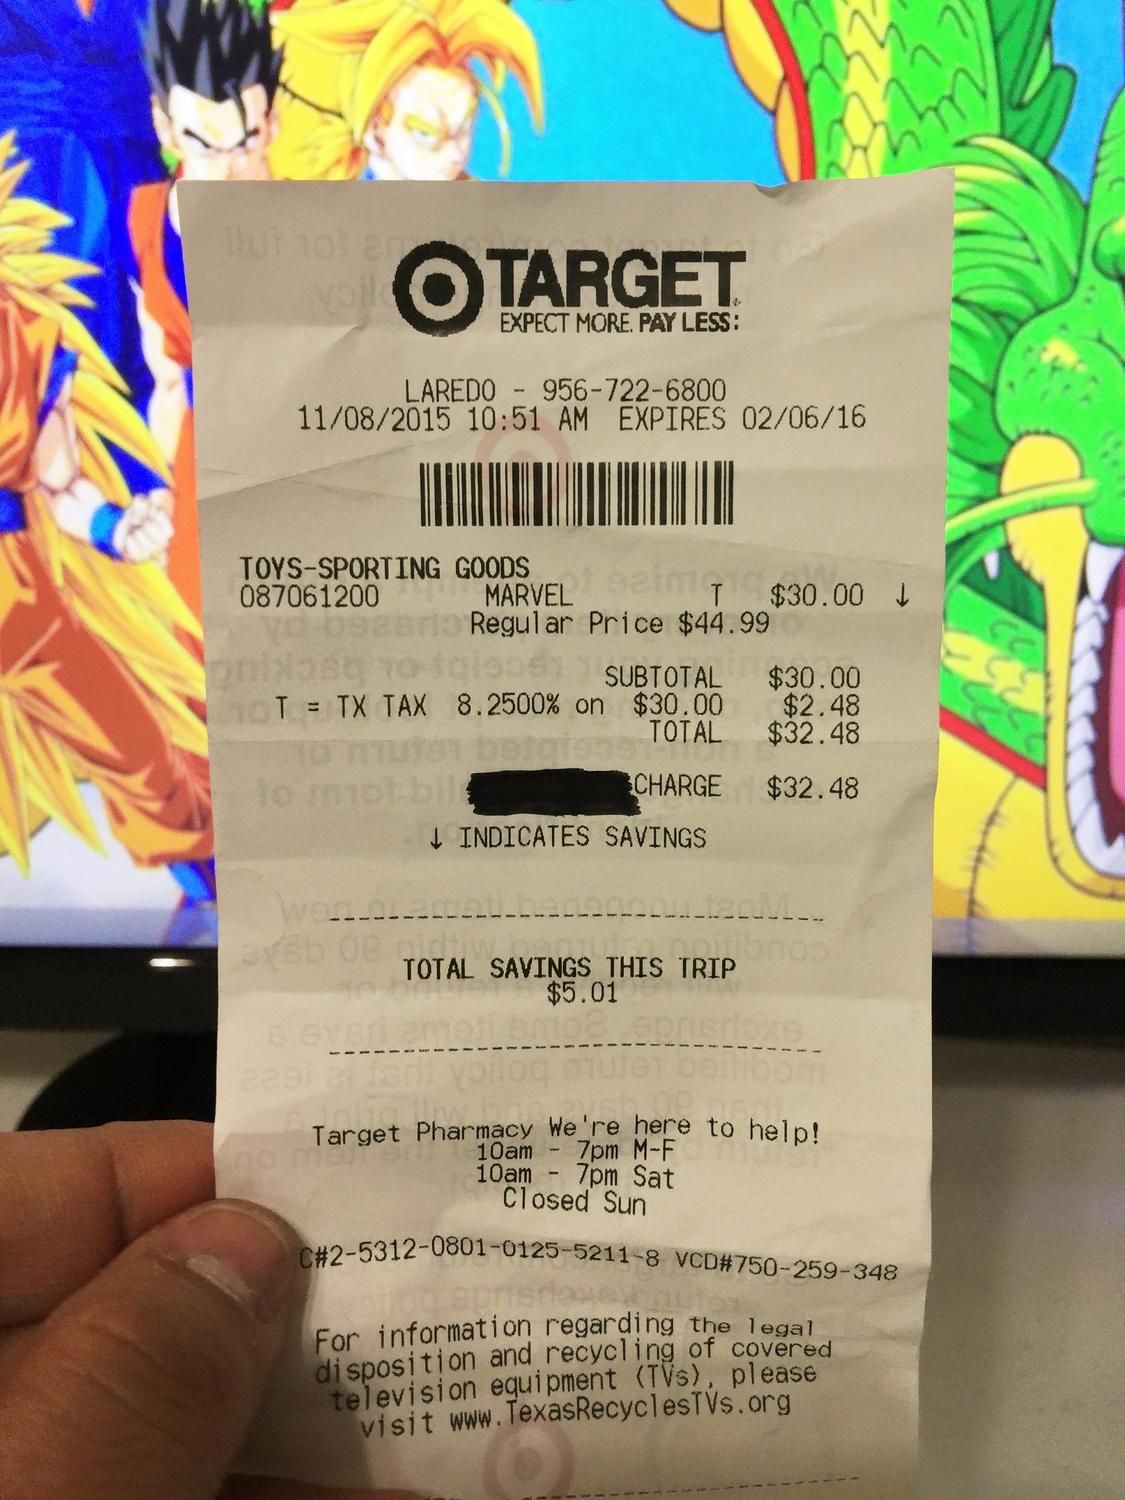 TARGET
EXPECT MORE. PAY LESS:
LAREDO - 956-722-6800
11/08/2015 10:51 AM EXPIRES 02/06/16
TOYS-SPORTING GOODS
087061200 MARVEL T $30.00 ↓
Regular Price $44.99
SUBTOTAL $30.00
T = TX TAX 8.2500% on $30.00 $2.48
TOTAL $32.48
CHARGE $32.48
↓ INDICATES SAVINGS
TOTAL SAVINGS THIS TRIP
$5.01
Target Pharmacy We're here to help!
10am - 7pm M-F
10am - 7pm Sat
Closed Sun
C#2-5312-0801-0125-5211-8 VCD#750-259-348
For information regarding the legal
disposition and recycling of covered
television equipment (TVs), please
visit www.TexasRecyclesTVs.org